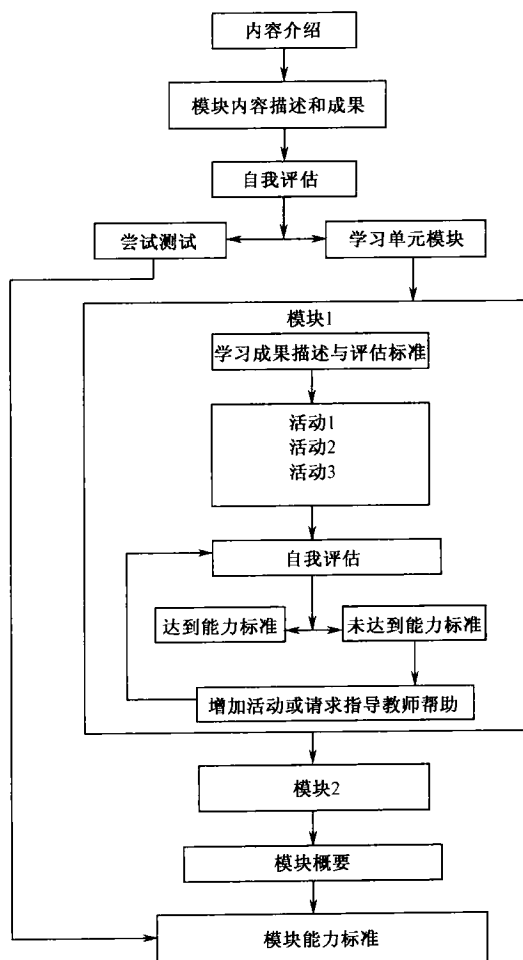 内容介绍
模块内容描述和成果
自我评估
尝试测试
学习单元模块
模块1
学习成果描述与评估标准
活动1
活动2
活动3
自我评估
达到能力标准
未达到能力标准
增加活动或请求指导教师帮助
模块2
模块概要
模块能力标准